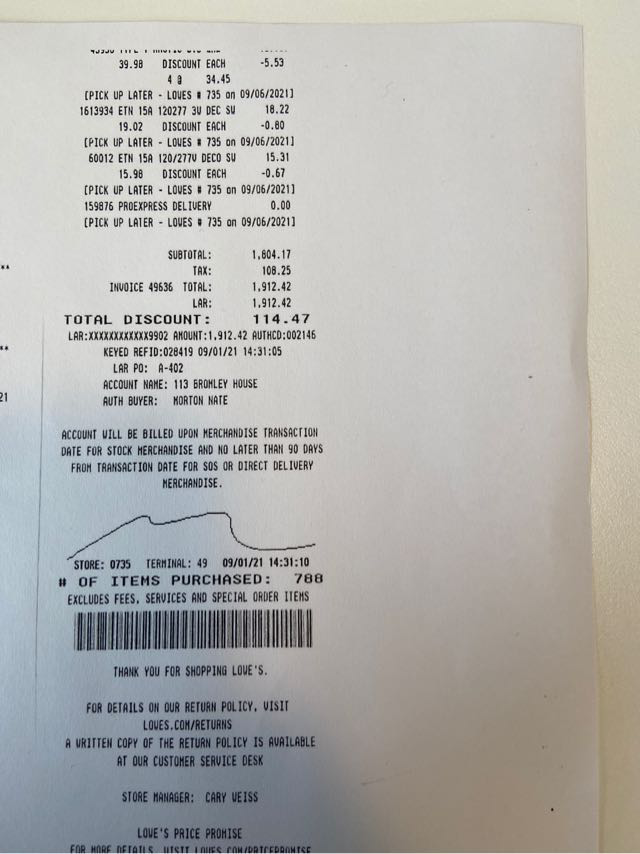 39.98 DISCOUNT EACH -5.53
4 @ 34.45
[PICK UP LATER - LOWES # 735 on 09/06/2021]
1613934 ETN 15A 120277 3W DEC SW 18.22
19.02 DISCOUNT EACH -0.80
[PICK UP LATER - LOWES # 735 on 09/06/2021]
60012 ETN 15A 120/277V DECO SW 15.31
15.98 DISCOUNT EACH -0.67
[PICK UP LATER - LOWES # 735 on 09/06/2021]
159876 PROEXPRESS DELIVERY 0.00
[PICK UP LATER - LOWES # 735 on 09/06/2021]
SUBTOTAL: 1,804.17
TAX: 108.25
INVOICE 49636 TOTAL: 1,912.42
LAR: 1,912.42
TOTAL DISCOUNT: 114.47
LAR:XXXXXXXXXXXX9902 AMOUNT:1,912.42 AUTHCD:002146
KEYED REFID:028419 09/01/21 14:31:05
LAR PO: A-402
ACCOUNT NAME: 113 BROMLEY HOUSE
AUTH BUYER: MORTON NATE
**
**
21
ACCOUNT WILL BE BILLED UPON MERCHANDISE TRANSACTION
DATE FOR STOCK MERCHANDISE AND NO LATER THAN 90 DAYS
FROM TRANSACTION DATE FOR SOS OR DIRECT DELIVERY
MERCHANDISE.
STORE: 0735 TERMINAL: 49 09/01/21 14:31:10
# OF ITEMS PURCHASED: 788
EXCLUDES FEES, SERVICES AND SPECIAL ORDER ITEMS
THANK YOU FOR SHOPPING LOWE'S.
FOR DETAILS ON OUR RETURN POLICY, VISIT
LOWES.COM/RETURNS
A WRITTEN COPY OF THE RETURN POLICY IS AVAILABLE
AT OUR CUSTOMER SERVICE DESK
STORE MANAGER: CARY WEISS
LOWE'S PRICE PROMISE
FOR MORE DETAILS, VISIT LOWES.COM/PRICEPROMISE